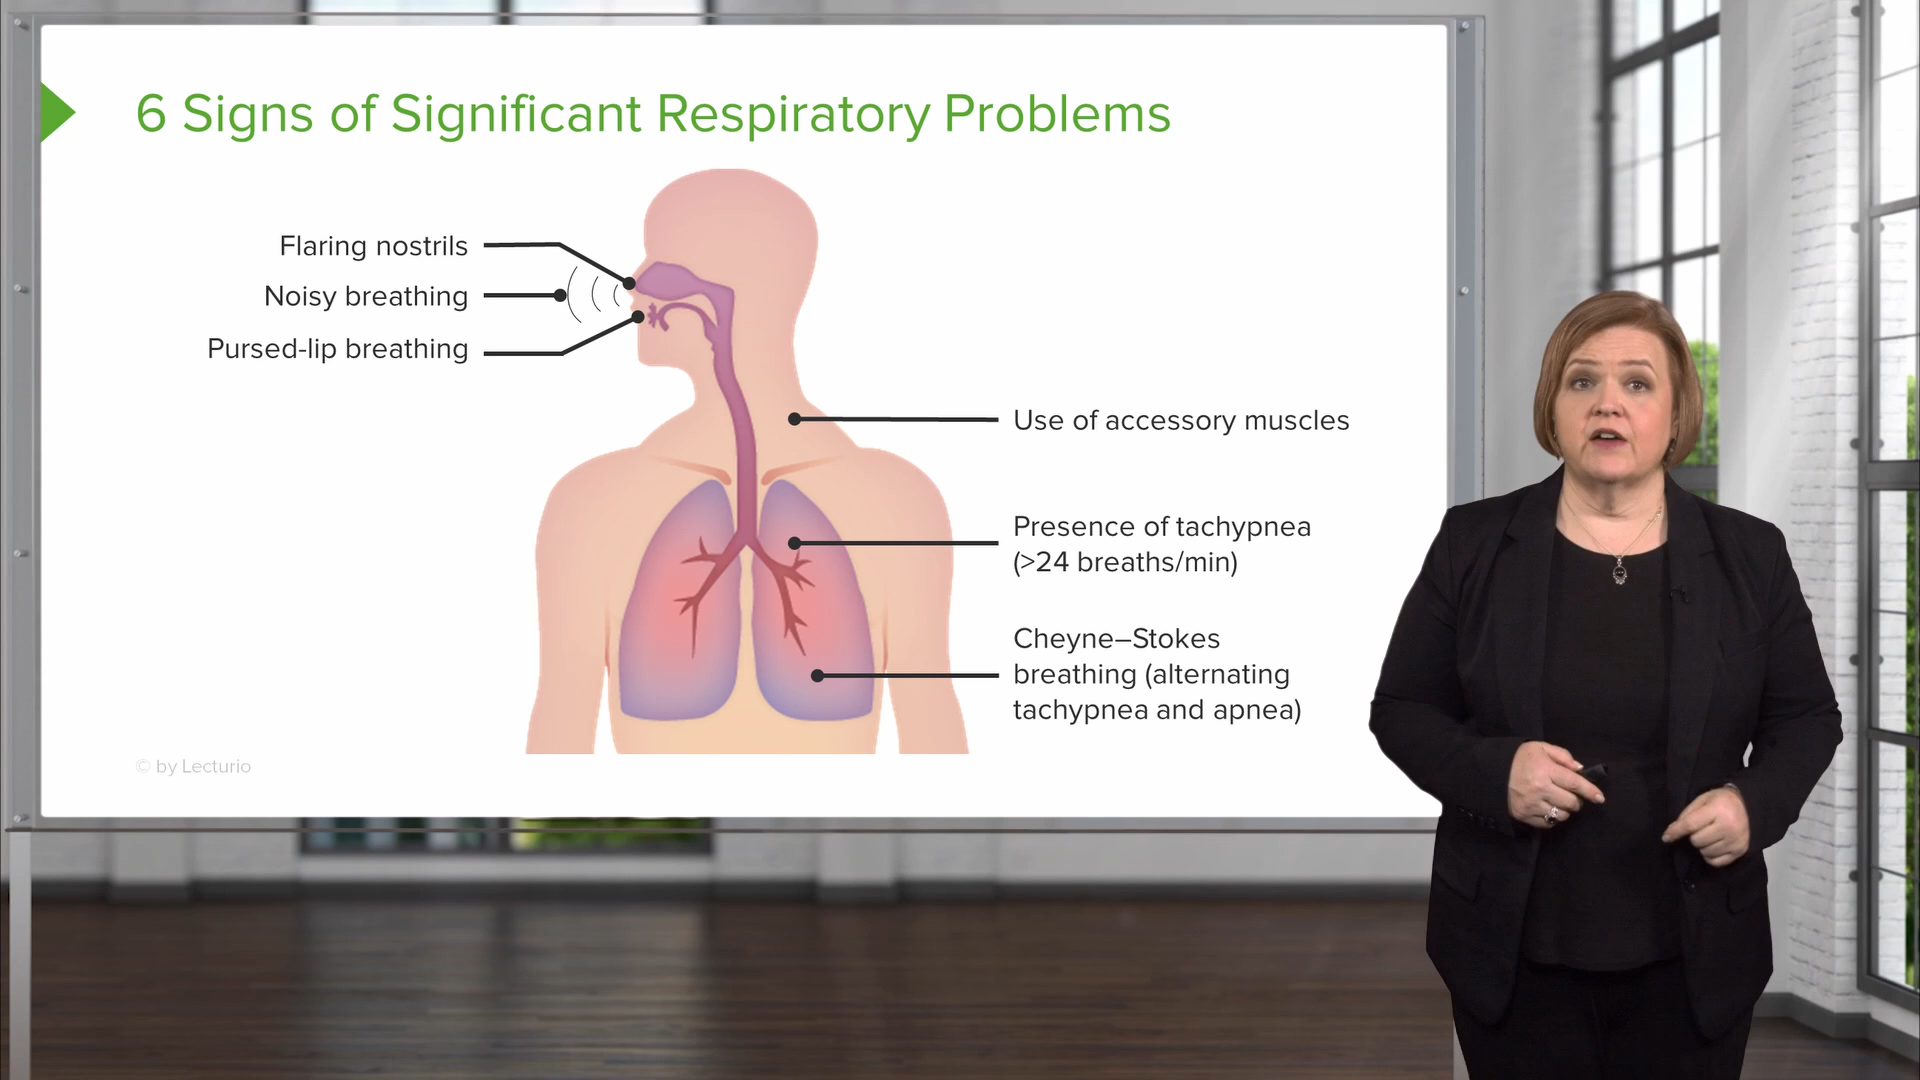 6 Signs of Significant Respiratory Problems
Flaring nostrils
Noisy breathing
Pursed-lip breathing
Use of accessory muscles
Presence of tachypnea
(>24 breaths/min)
Cheyne–Stokes
breathing (alternating
tachypnea and apnea)
© by Lecturio